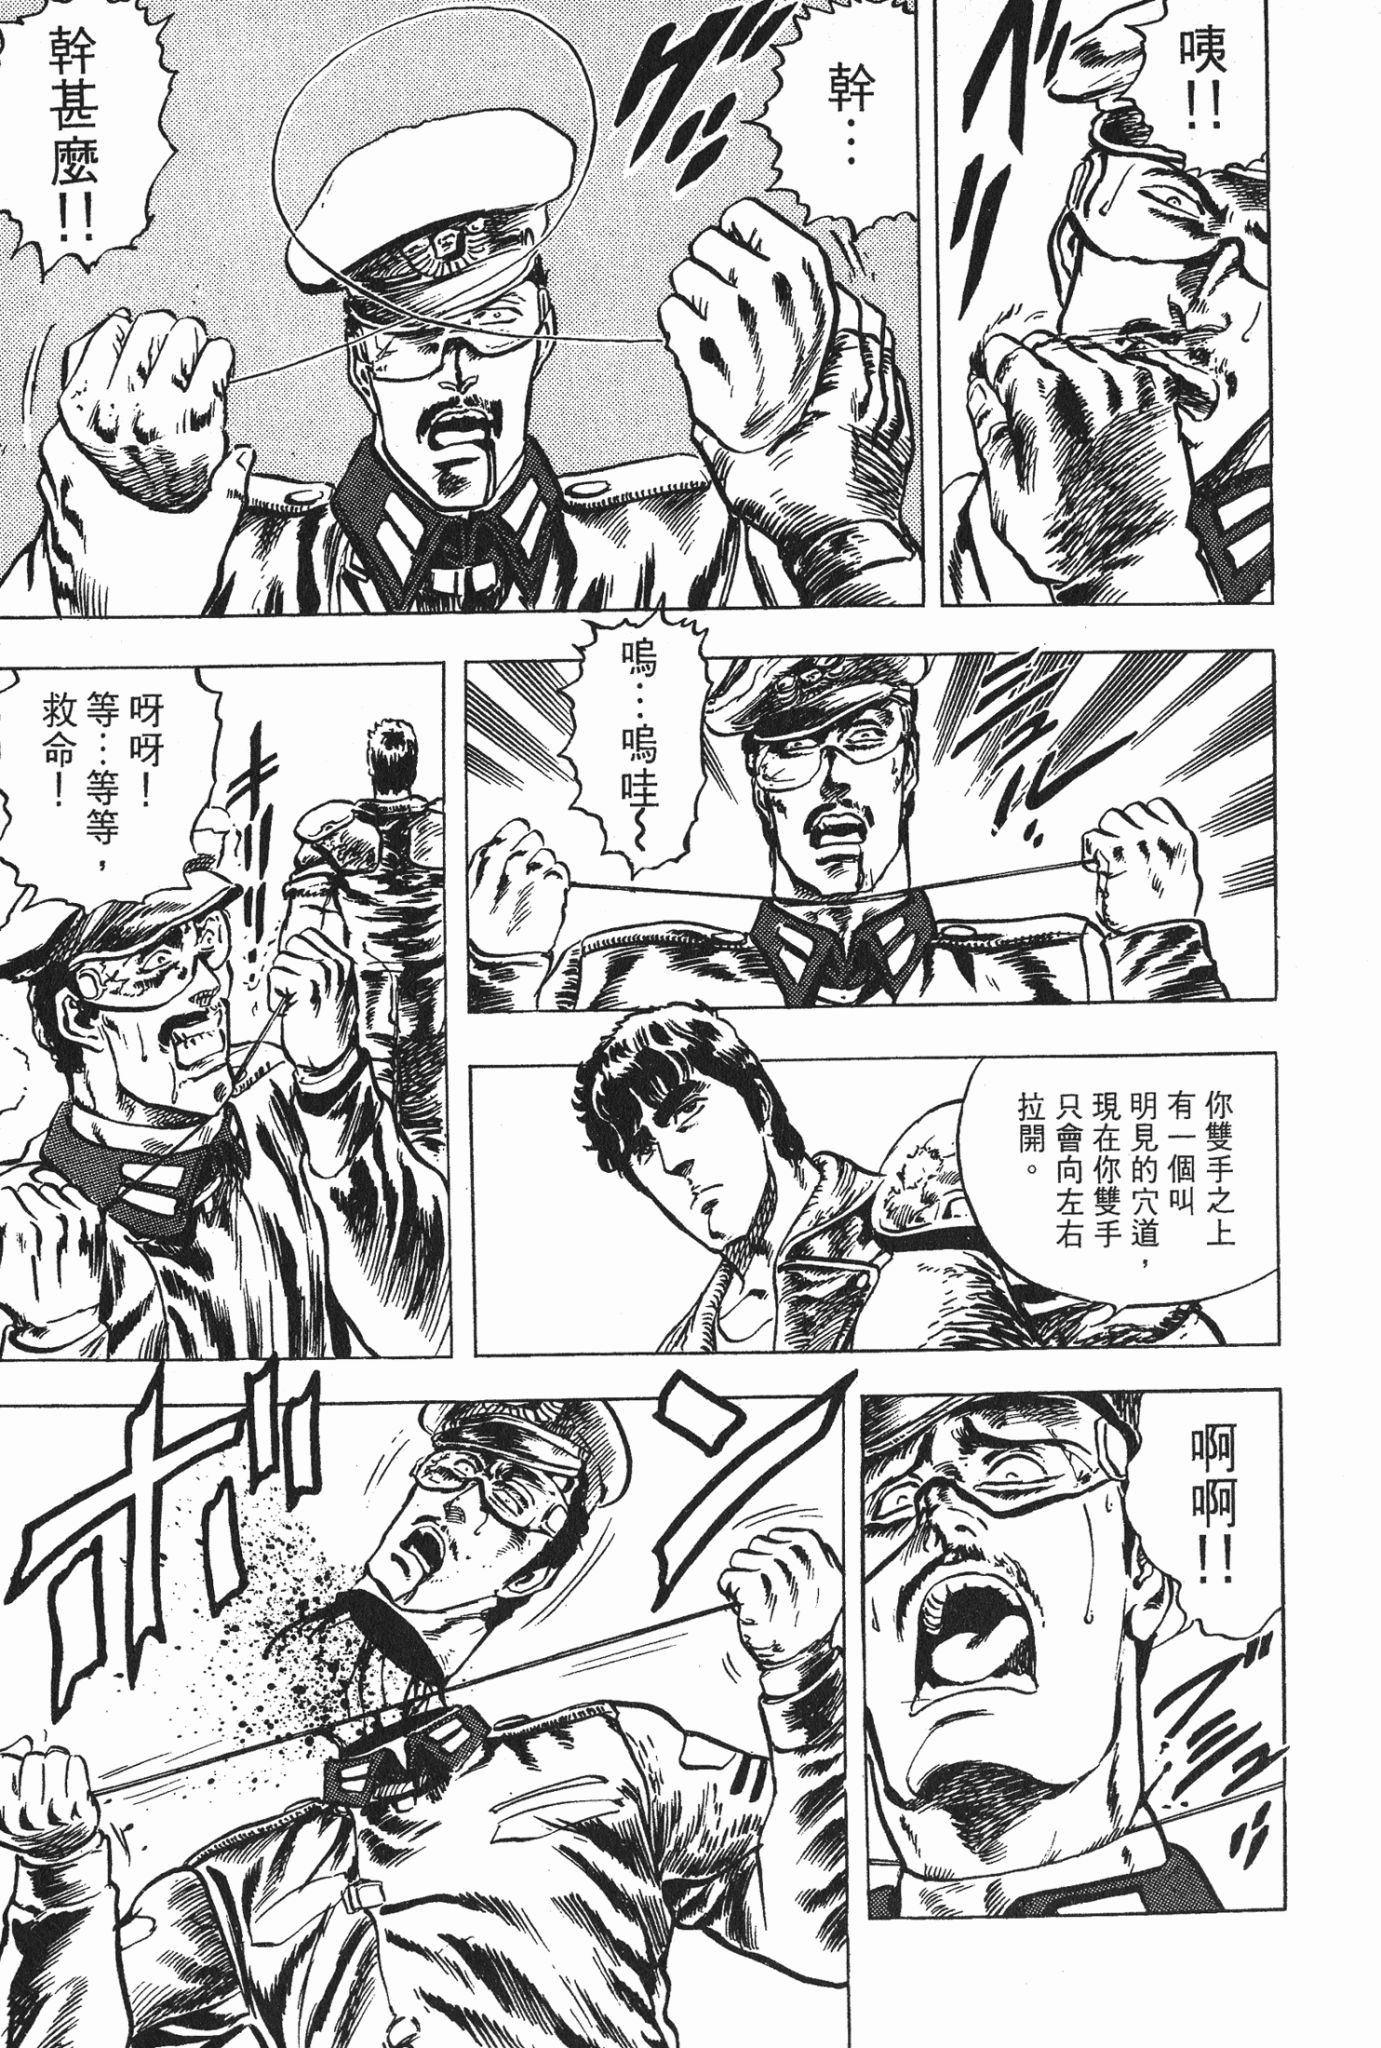 咦!!
幹…
幹甚麼!!
嗚…嗚哇~
你雙手之上
有一個叫
明見的穴道，
現在你雙手
只會向左右
拉開。
呀呀！
等…等等，
救命！
啊啊!!
ボッ